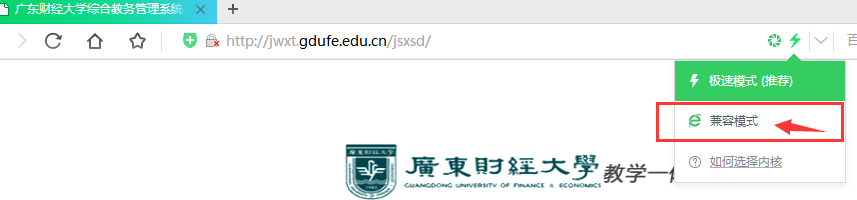 广东财经大学综合教务管理系统
http://jwxt.gdufe.edu.cn/jsxsd/
百
极速模式 (推荐)
兼容模式
如何选择内核
廣東財經大學
GUANGDONG UNIVERSITY OF FINANCE & ECONOMICS
教学一